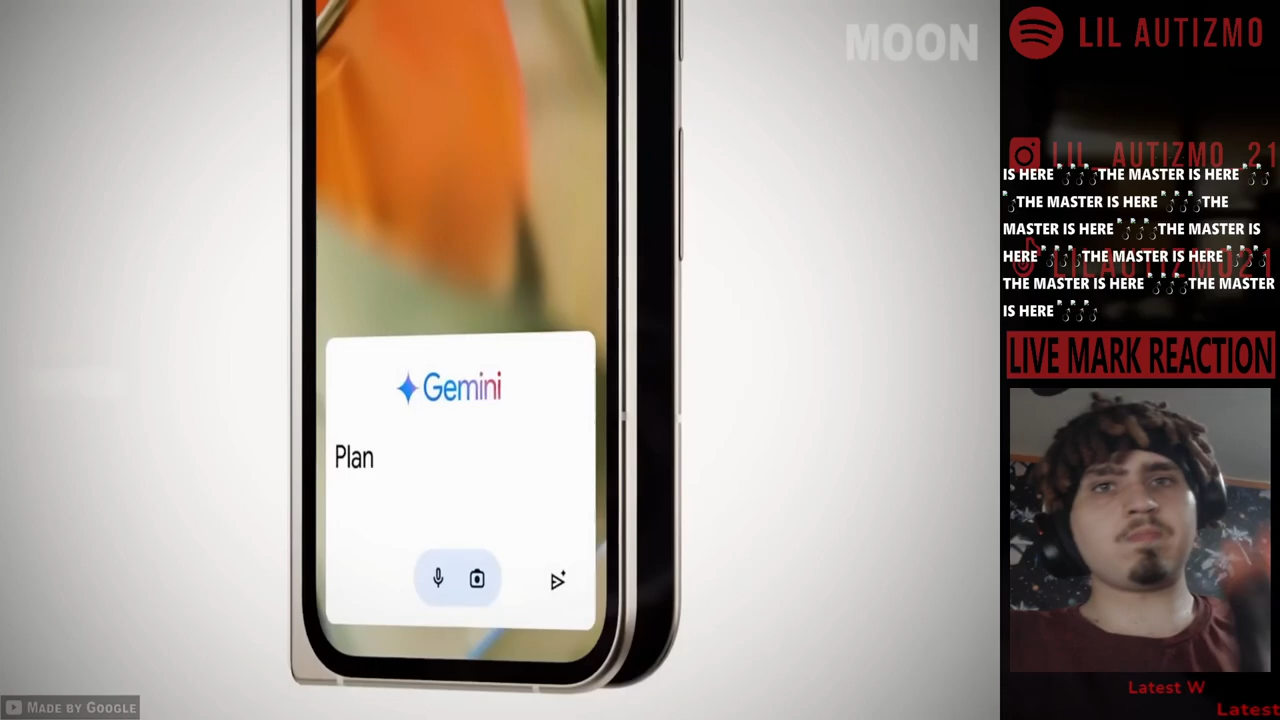 MOON
Gemini
Plan
MADE BY GOOGLE
LIL AUTIZMO
LIL_AUTIZMO_21
IS HERE THE MASTER IS HERE
THE MASTER IS HERE THE
MASTER IS HERE THE MASTER IS
HERE THE MASTER IS HERE
THE MASTER IS HERE THE MASTER
IS HERE
LILAUTIZMO21
LIVE MARK REACTION
Latest W
Latest